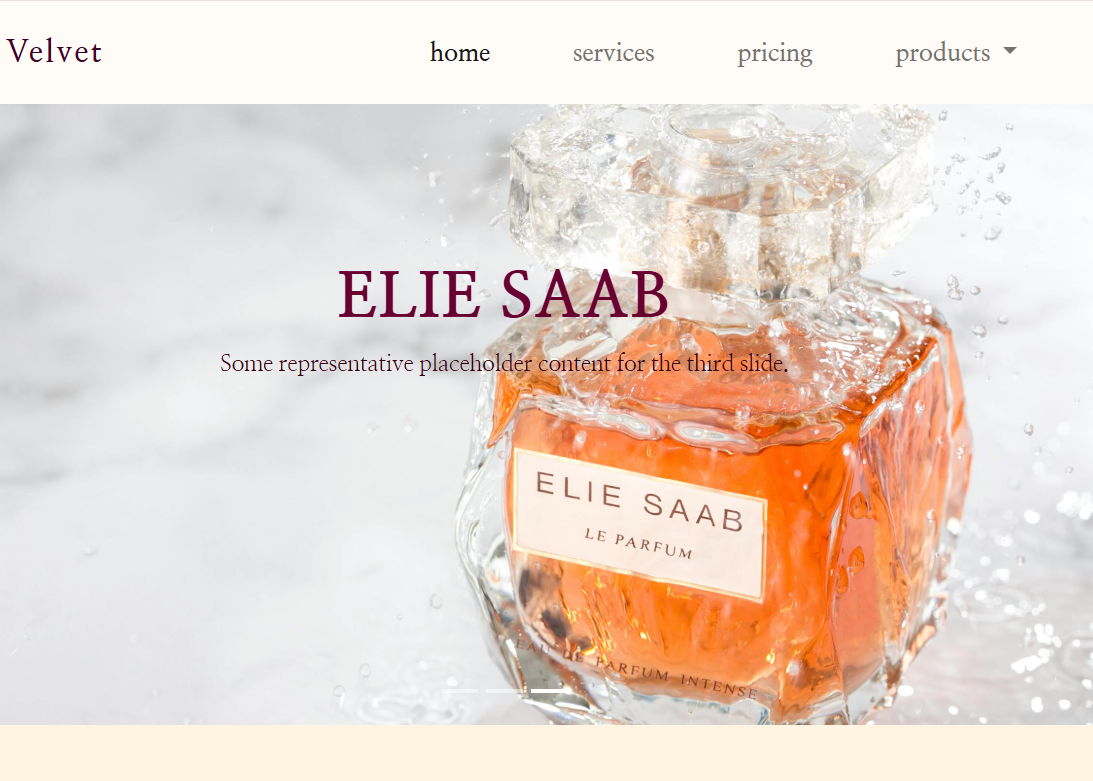 Velvet
home services pricing products
ELIE SAAB
Some representative placeholder content for the third slide.
ELIE SAAB
LE PARFUM
EAU DE PARFUM INTENSE